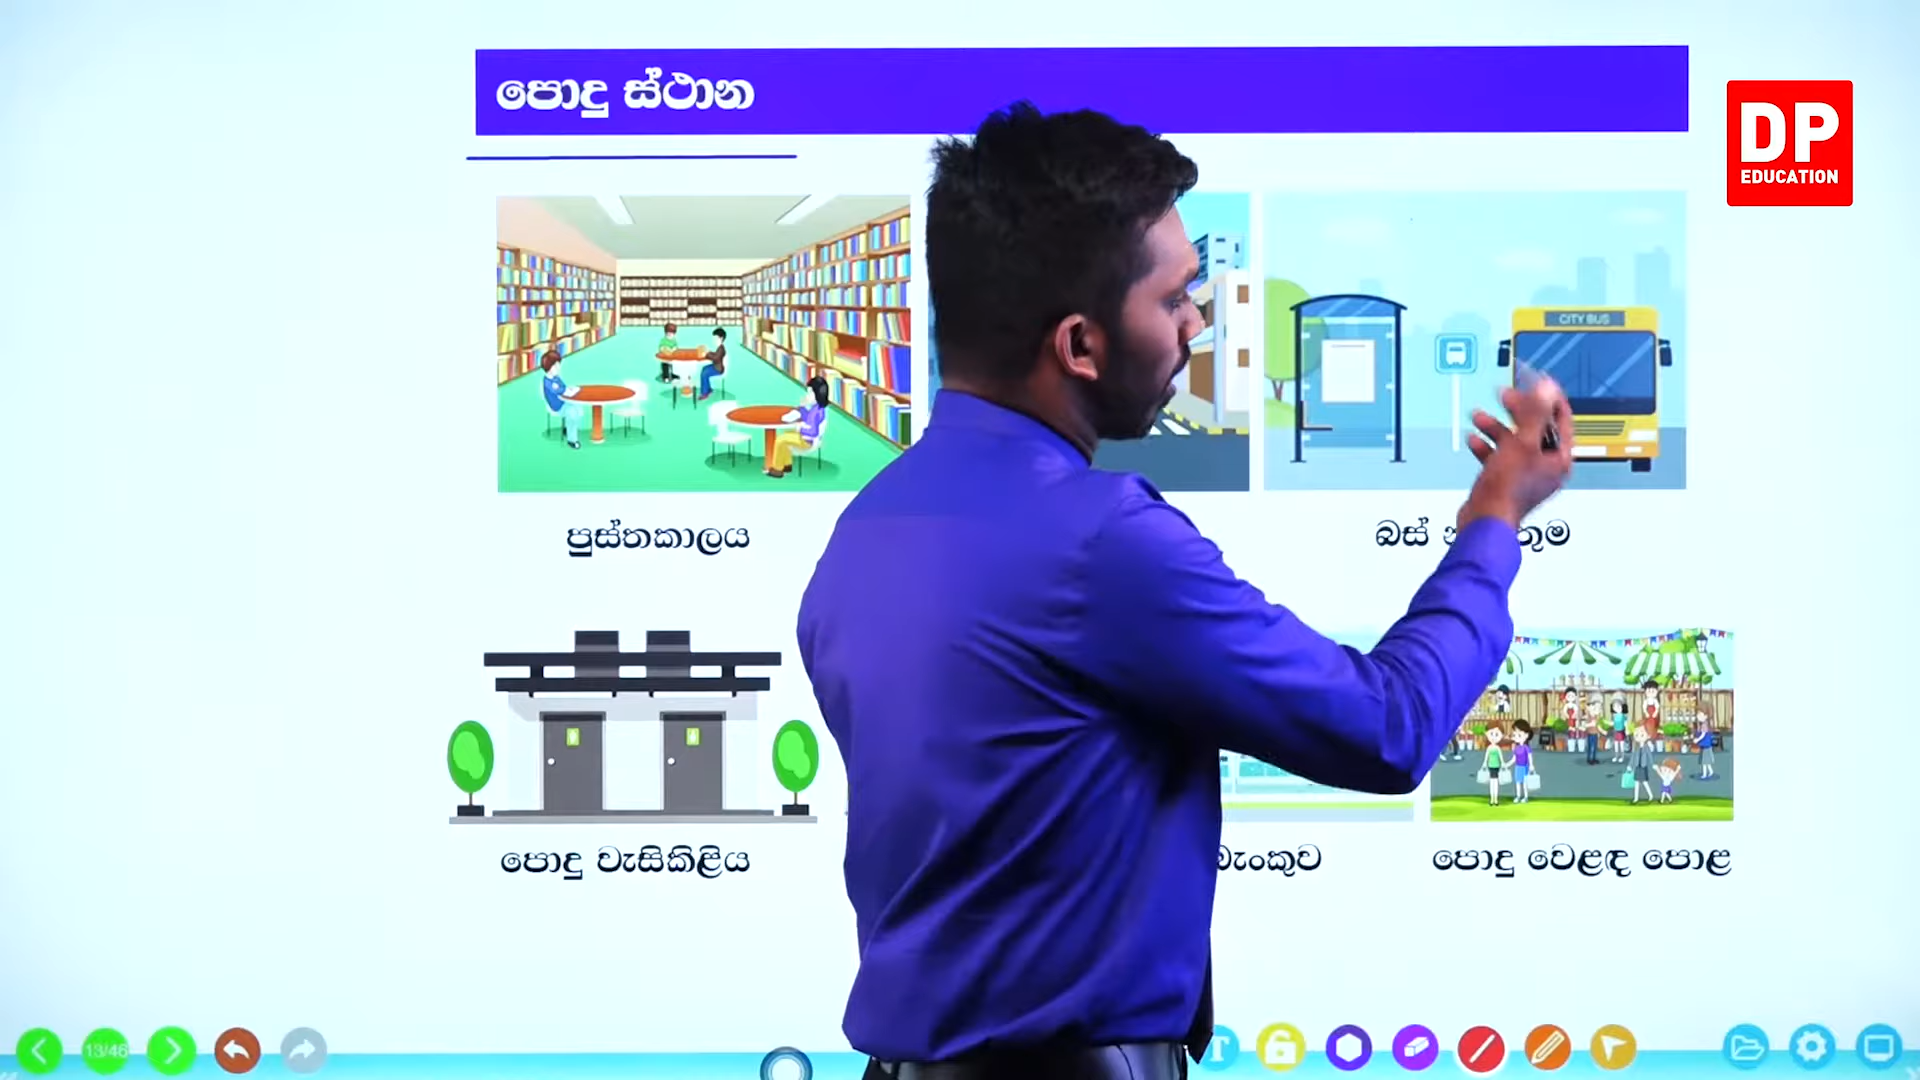 පොදු ස්ථාන
DP
EDUCATION
CITY BUS
පුස්තකාලය
බස්
පොදු වැසිකිළිය
බැංකුව
පොදු වෙළඳ පොළ
13/46
T